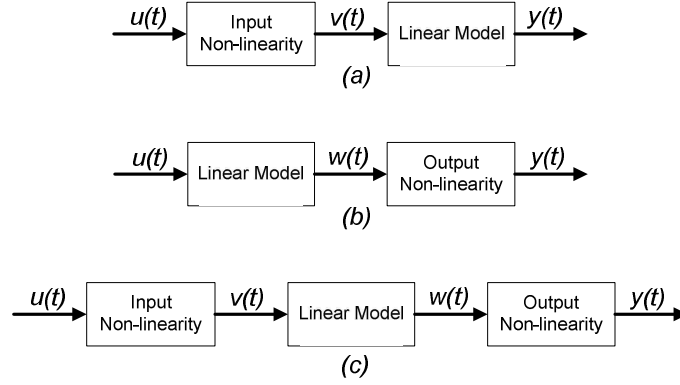 u(t) Input Non-linearity v(t) Linear Model y(t)
(a)
u(t) Linear Model w(t) Output Non-linearity y(t)
(b)
u(t) Input Non-linearity v(t) Linear Model w(t) Output Non-linearity y(t)
(c)